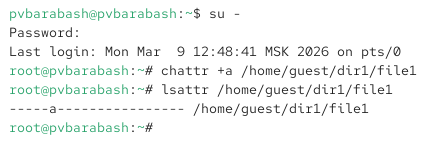 pvbarabash@pvbarabash:~$ su -
Password:
Last login: Mon Mar  9 12:48:41 MSK 2026 on pts/0
root@pvbarabash:~# chattr +a /home/guest/dir1/file1
root@pvbarabash:~# lsattr /home/guest/dir1/file1
-----a---------------- /home/guest/dir1/file1
root@pvbarabash:~#